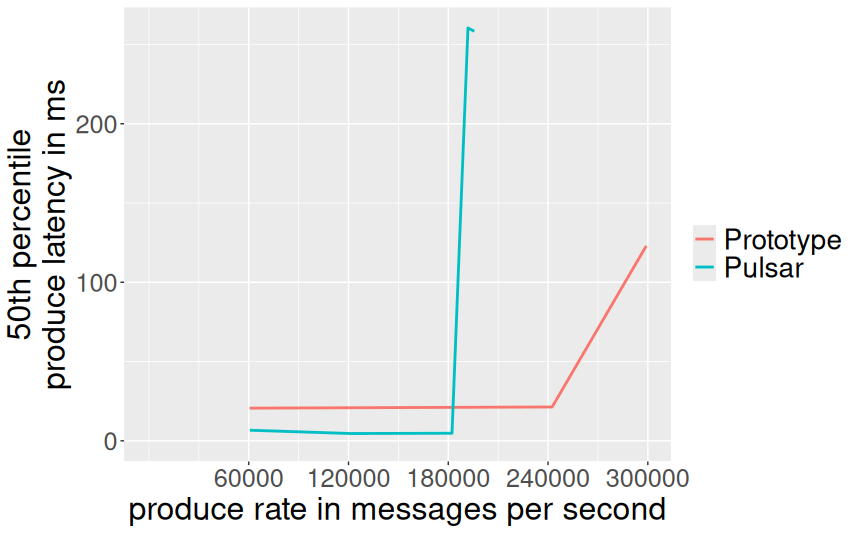 50th percentile
produce latency in ms
200
100
0
60000 120000 180000 240000 300000
produce rate in messages per second
Prototype
Pulsar